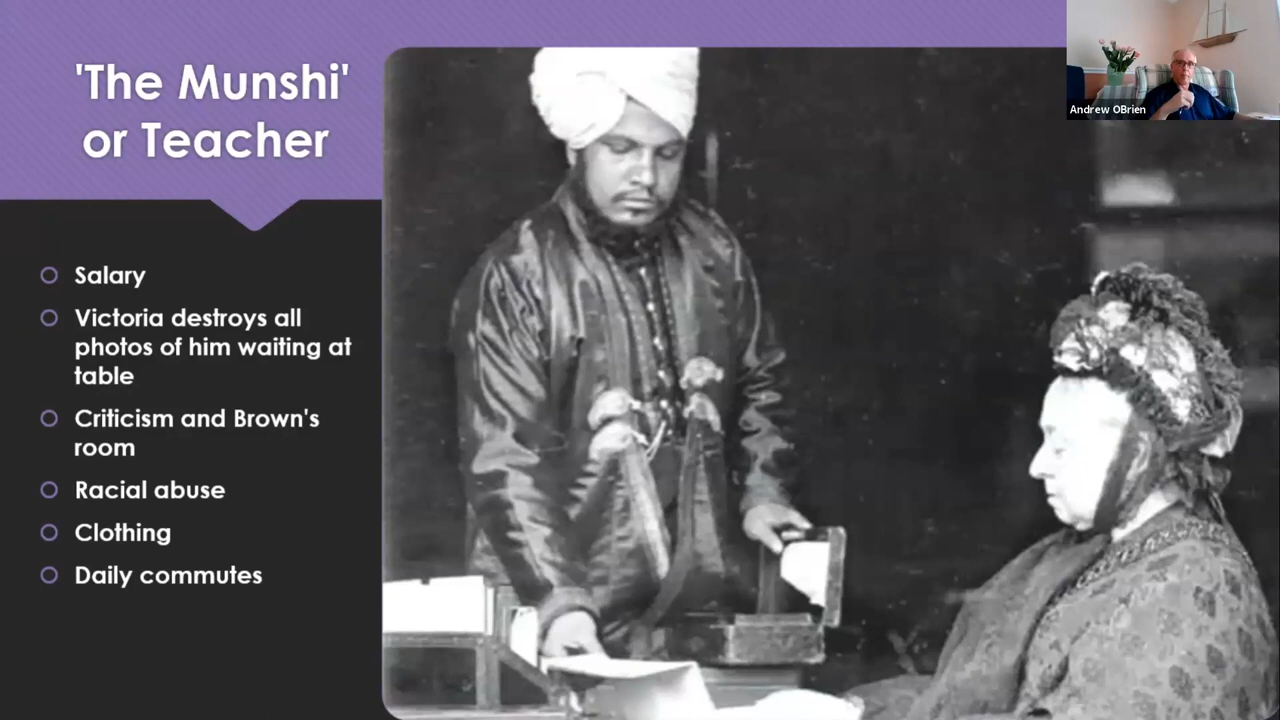 'The Munshi'
or Teacher
Salary
Victoria destroys all
photos of him waiting at
table
Criticism and Brown's
room
Racial abuse
Clothing
Daily commutes
Andrew OBrien